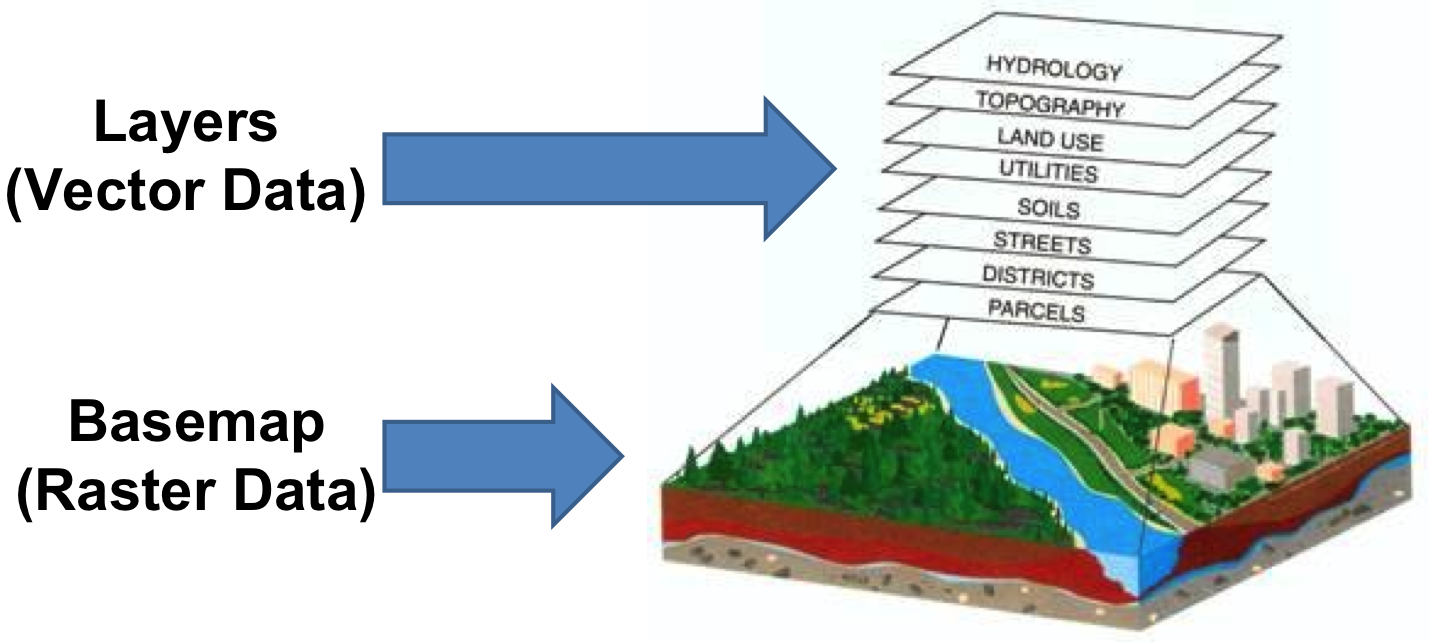 Layers
(Vector Data)
HYDROLOGY
TOPOGRAPHY
LAND USE
UTILITIES
SOILS
STREETS
DISTRICTS
PARCELS
Basemap
(Raster Data)